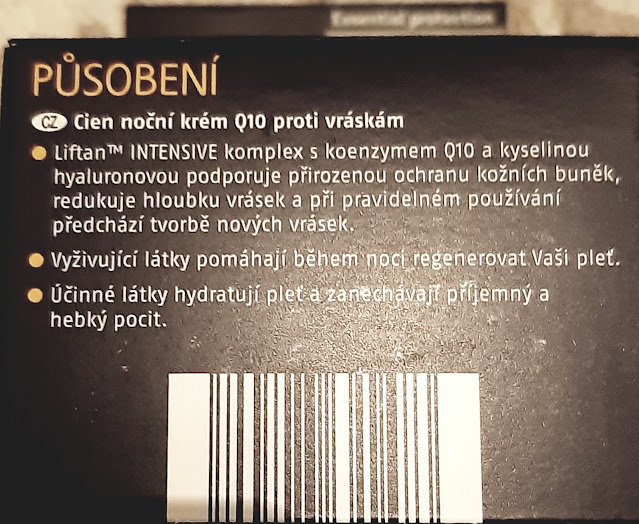 Essential protection
PŮSOBENÍ
CZ Cien noční krém Q10 proti vráskám
Liftan™ INTENSIVE komplex s koenzymem Q10 a kyselinou
hyaluronovou podporuje přirozenou ochranu kožních buněk,
redukuje hloubku vrásek a při pravidelném používání
předchází tvorbě nových vrásek.
Vyživující látky pomáhají během noci regenerovat Vaši pleť.
Účinné látky hydratují pleť a zanechávají příjemný a
hebký pocit.